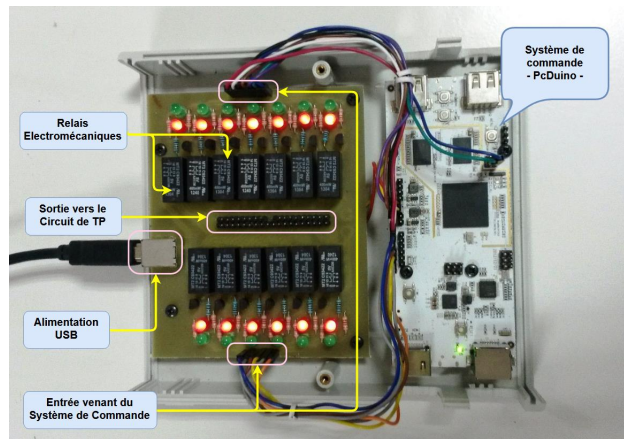 Système de
commande
- PcDuino -
Relais
Electromécaniques
Sortie vers le
Circuit de TP
Alimentation
USB
Entrée venant du
Système de Commande